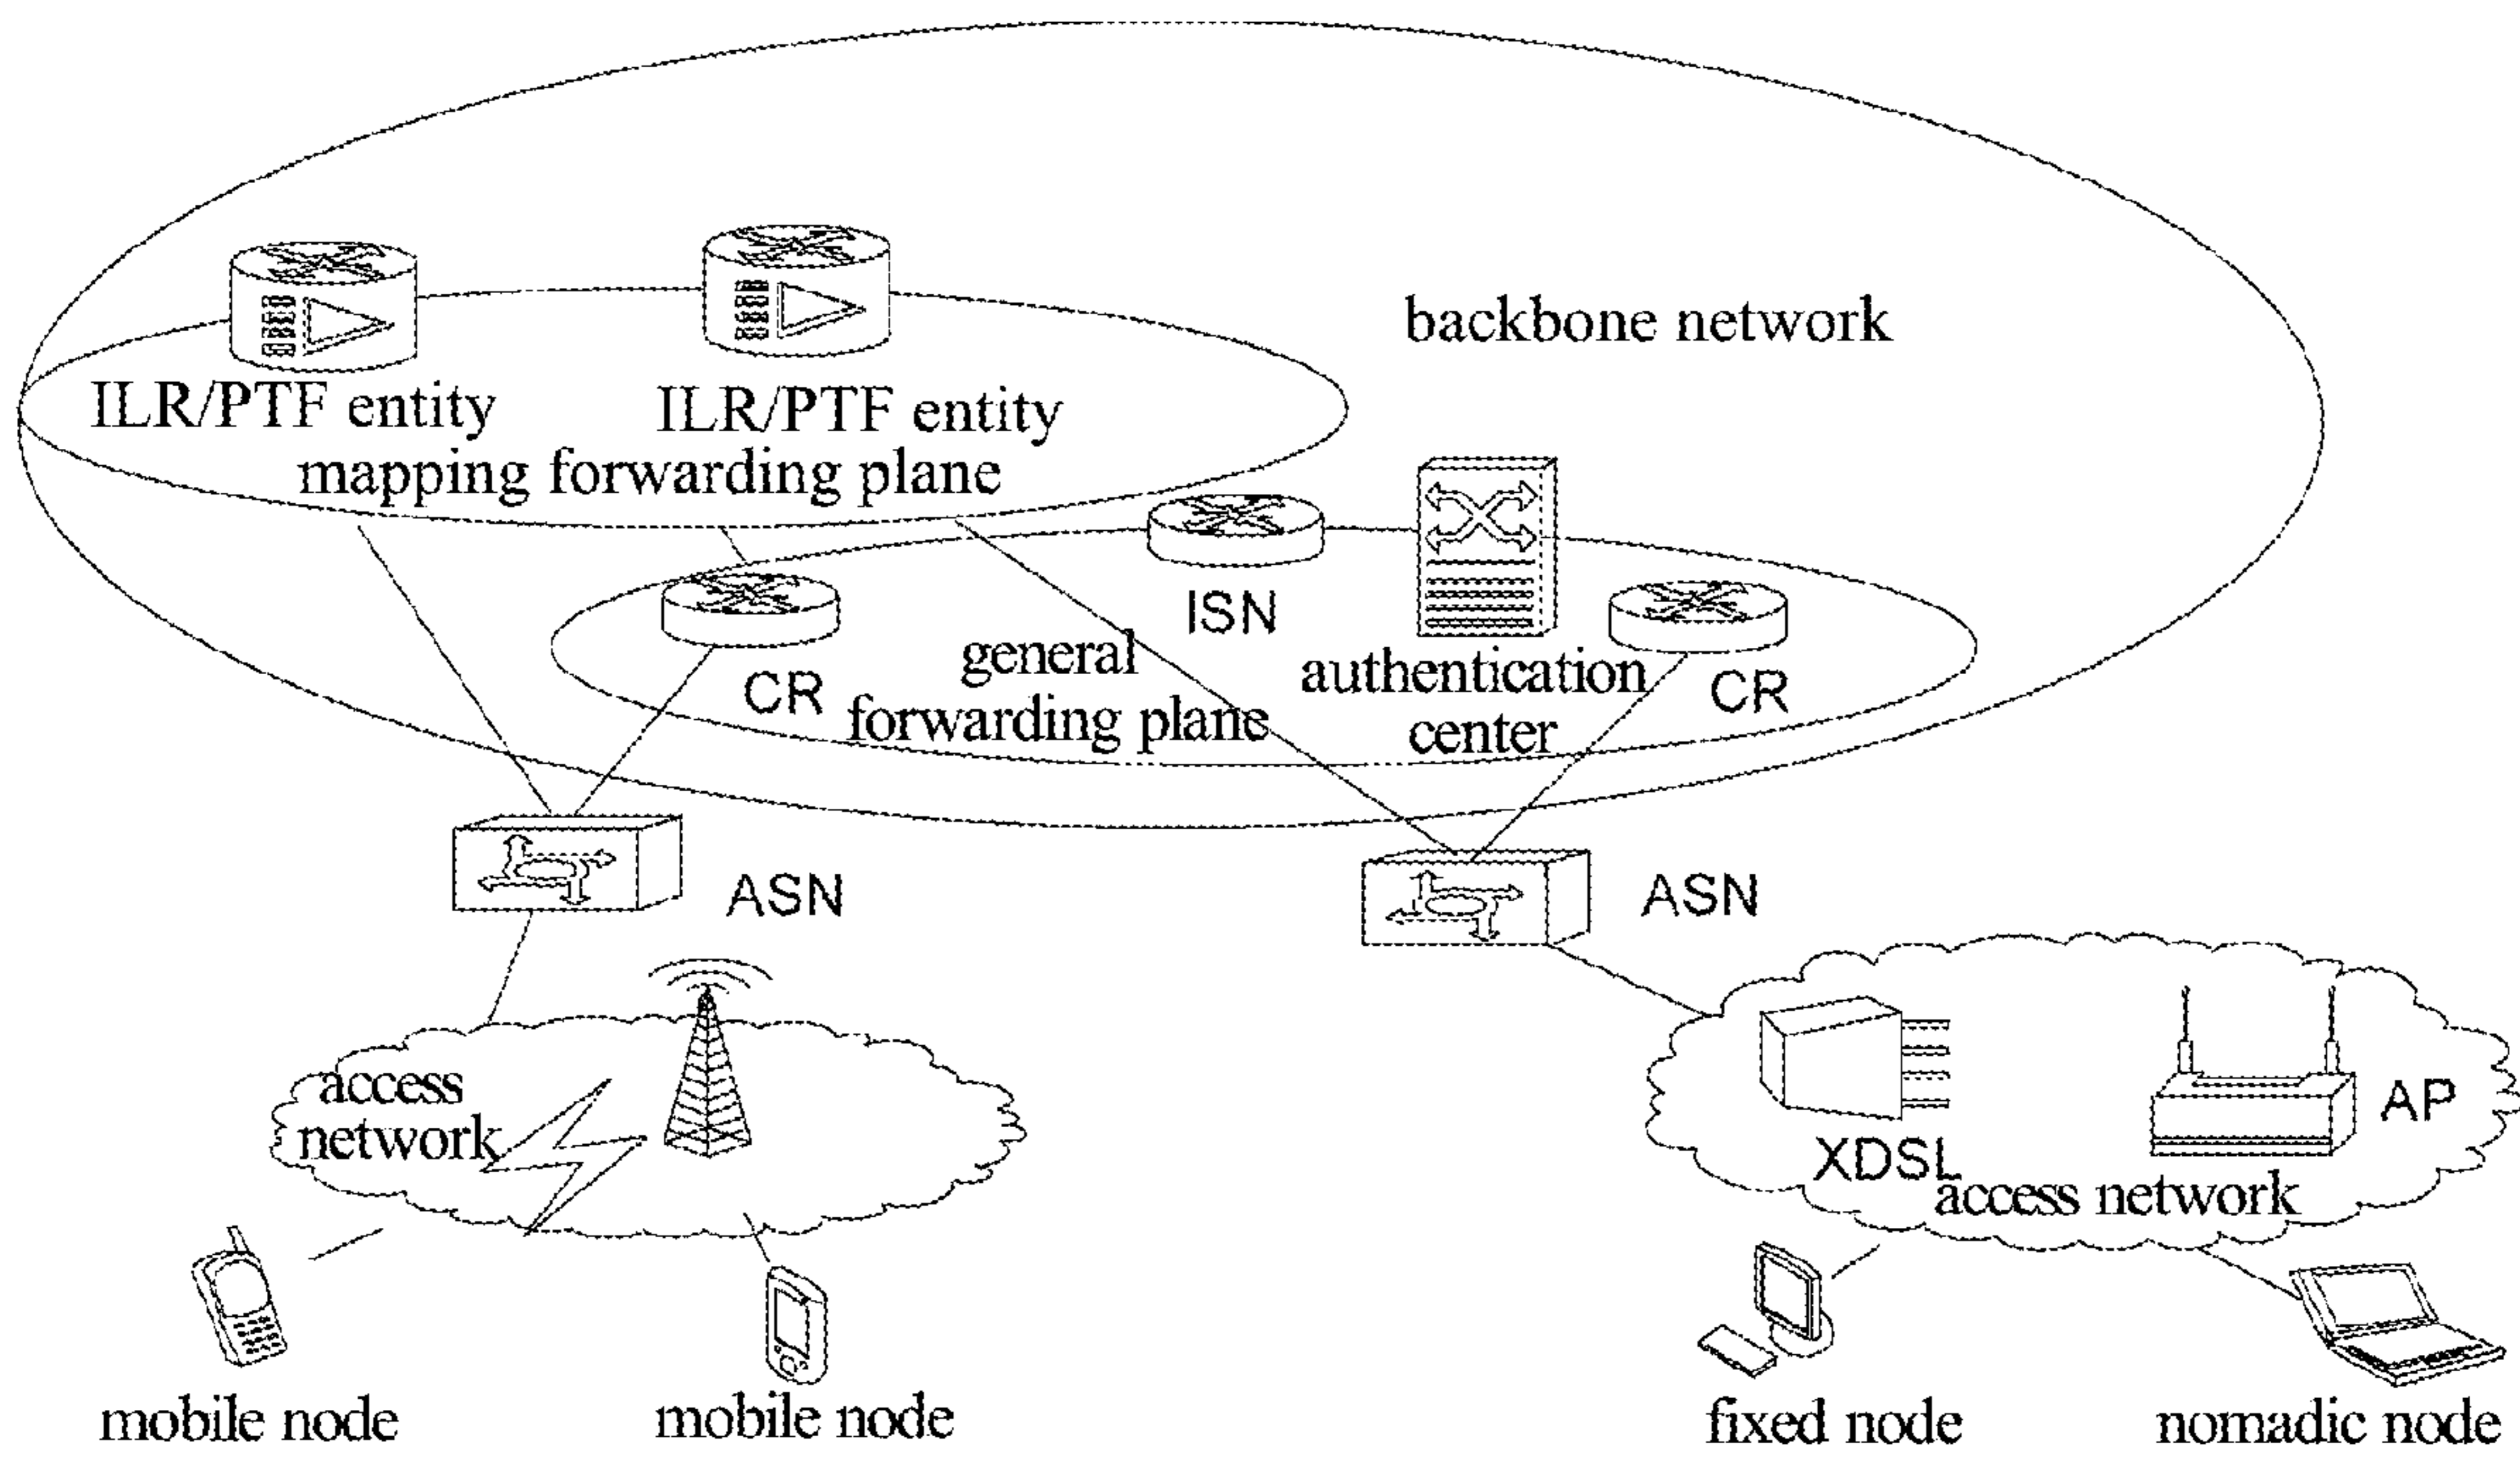 backbone network
ILR/PTF entity
ILR/PTF entity
mapping forwarding plane
ISN
general
forwarding plane
CR
authentication
center
CR
ASN
ASN
access
network
XDSL
AP
access network
mobile node
mobile node
fixed node
nomadic node